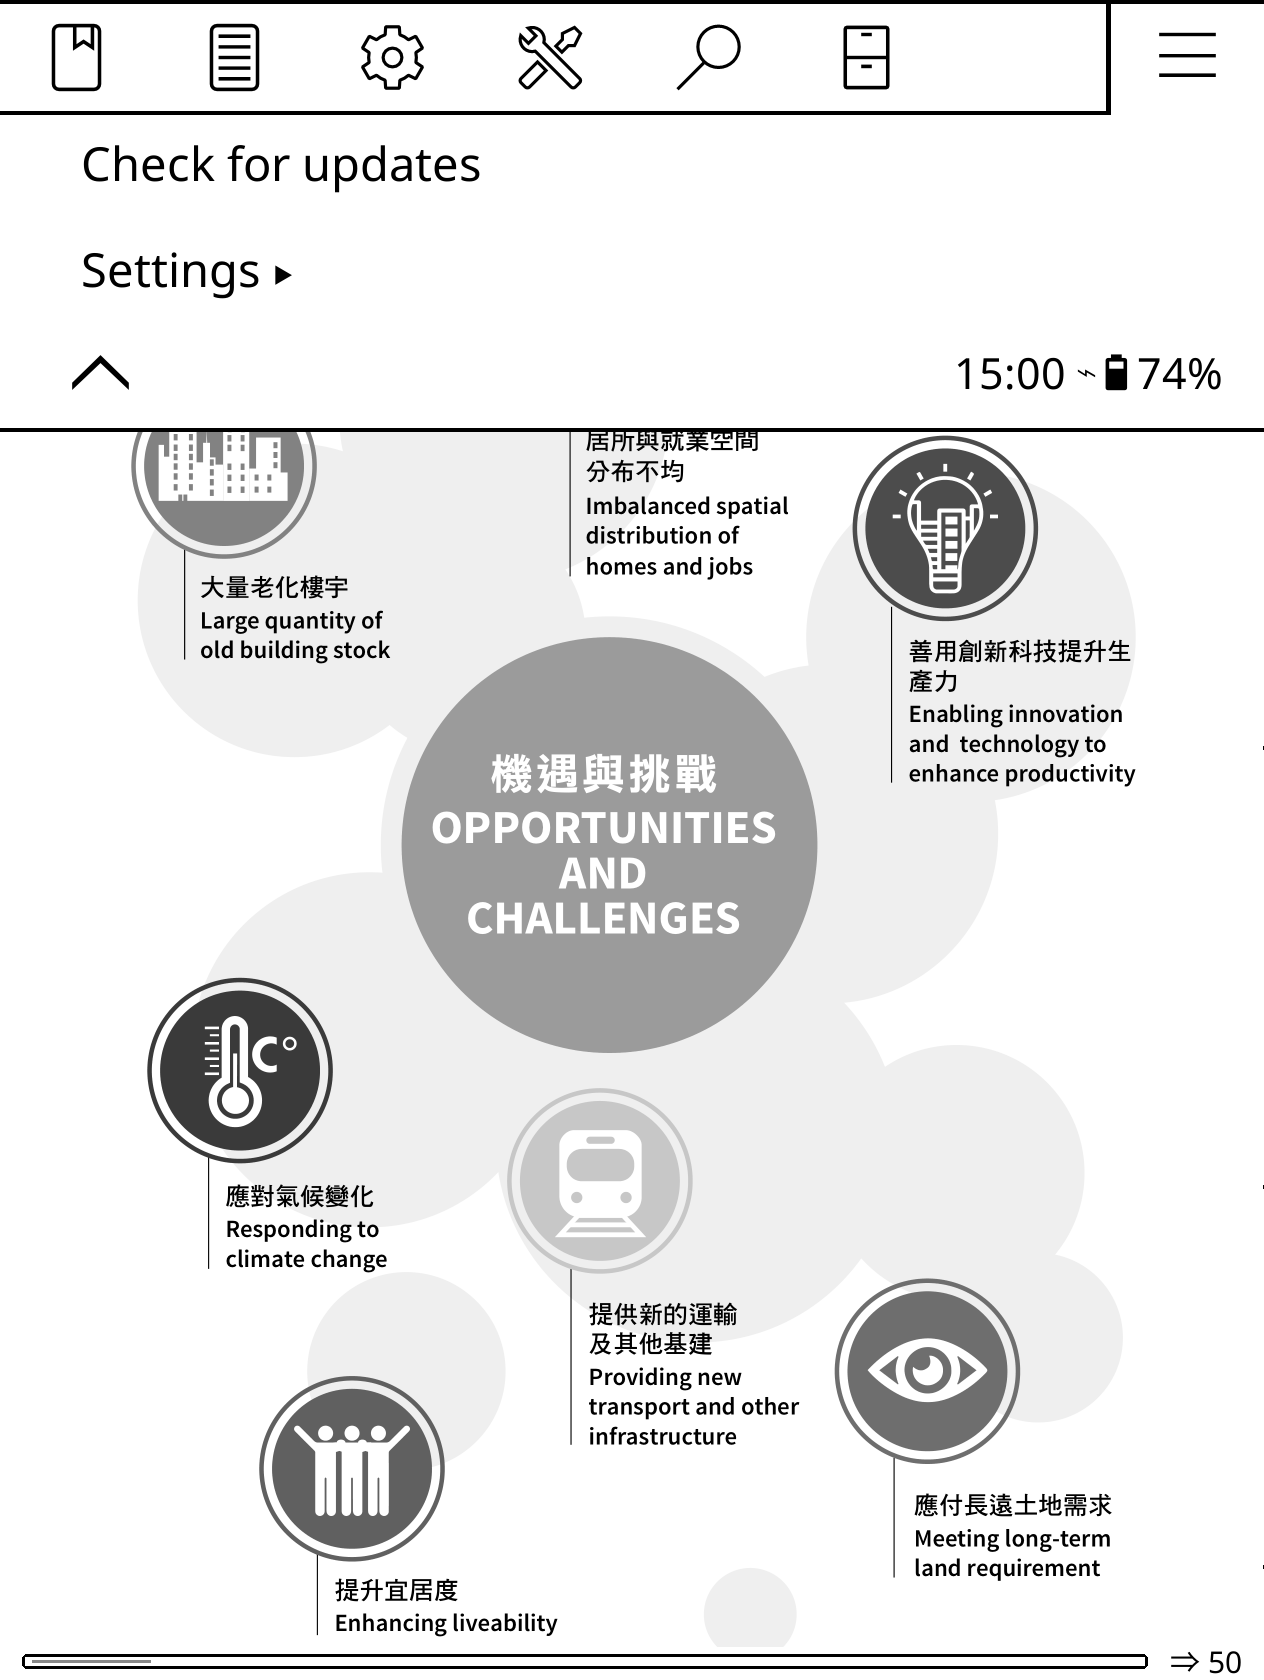 Check for updates
Settings ▸
15:00 74%
居所與就業空間
分布不均
Imbalanced spatial
distribution of
homes and jobs
大量老化樓宇
Large quantity of
old building stock
善用創新科技提升生
產力
Enabling innovation
and technology to
enhance productivity
機遇與挑戰
OPPORTUNITIES
AND
CHALLENGES
C°
應對氣候變化
Responding to
climate change
提供新的運輸
及其他基建
Providing new
transport and other
infrastructure
應付長遠土地需求
Meeting long-term
land requirement
提升宜居度
Enhancing liveability
⇒ 50